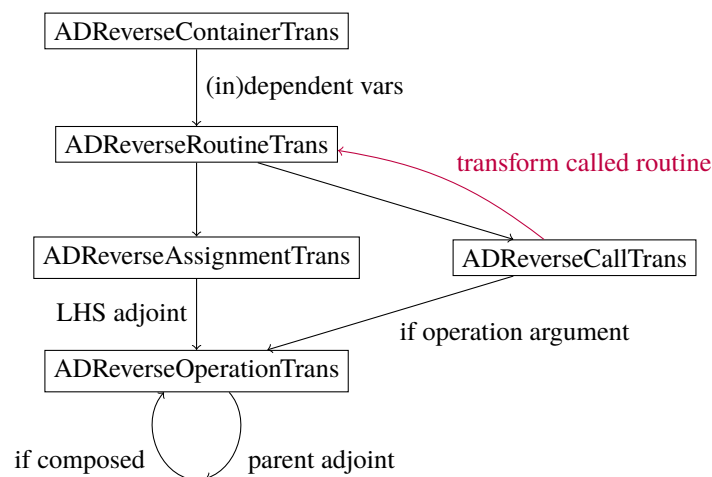 ADReverseContainerTrans
(in)dependent vars
ADReverseRoutineTrans
transform called routine
ADReverseAssignmentTrans
ADReverseCallTrans
LHS adjoint
if operation argument
ADReverseOperationTrans
if composed
parent adjoint